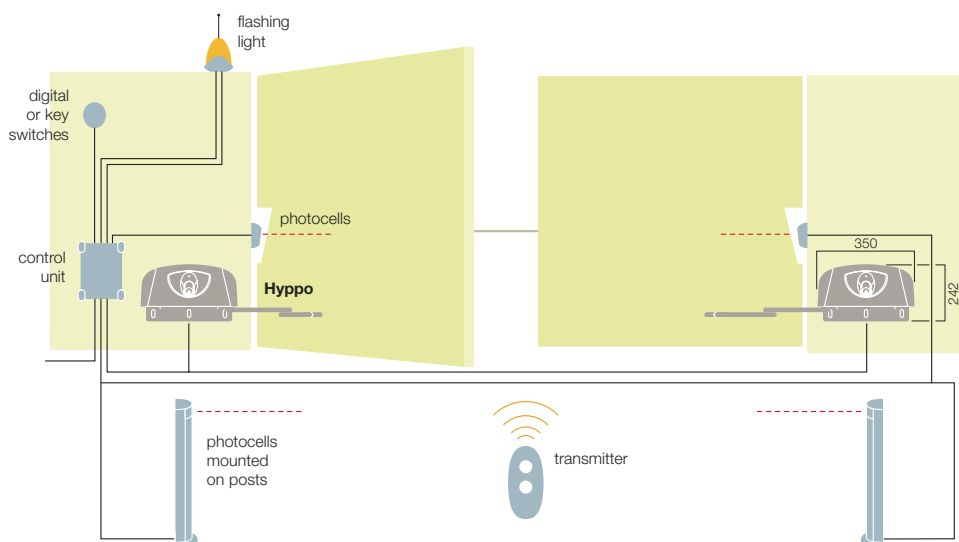 flashing
light
digital
or key
switches
photocells
control
unit
Hyppo
350
242
photocells
mounted
on posts
transmitter